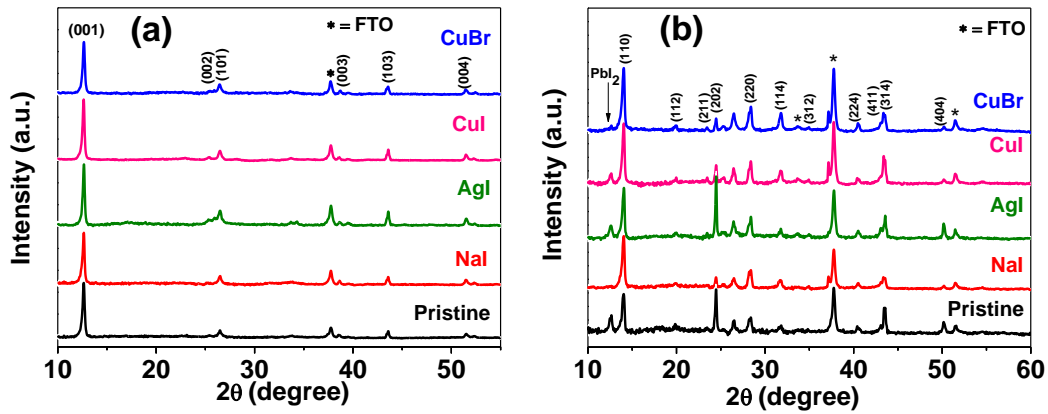 (a)
* = FTO
(001)
(002)
(101)
*
(003)
(103)
(004)
CuBr
CuI
AgI
NaI
Pristine
Intensity (a.u.)
10 20 30 40 50
2θ (degree)
(b)
* = FTO
PbI2
(110)
(112)
(211)
(202)
(220)
(114)
*
(312)
*
(224)
(411)
(314)
(404)
*
CuBr
CuI
AgI
NaI
Pristine
Intensity (a.u.)
10 20 30 40 50 60
2θ (degree)